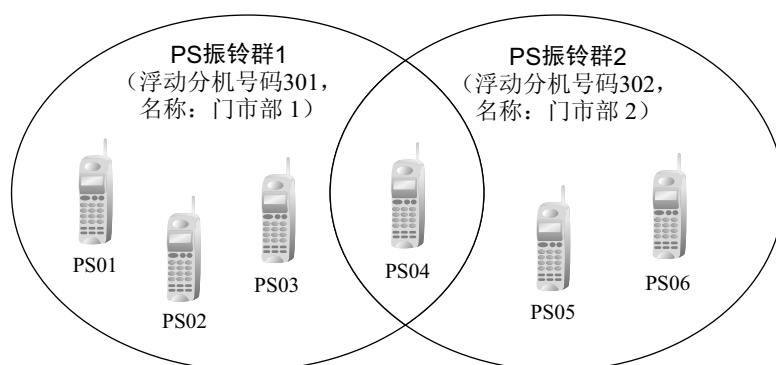 PS振铃群1
（浮动分机号码301，
名称：门市部 1）
PS振铃群2
（浮动分机号码302，
名称：门市部 2）
PS01
PS02
PS03
PS04
PS05
PS06